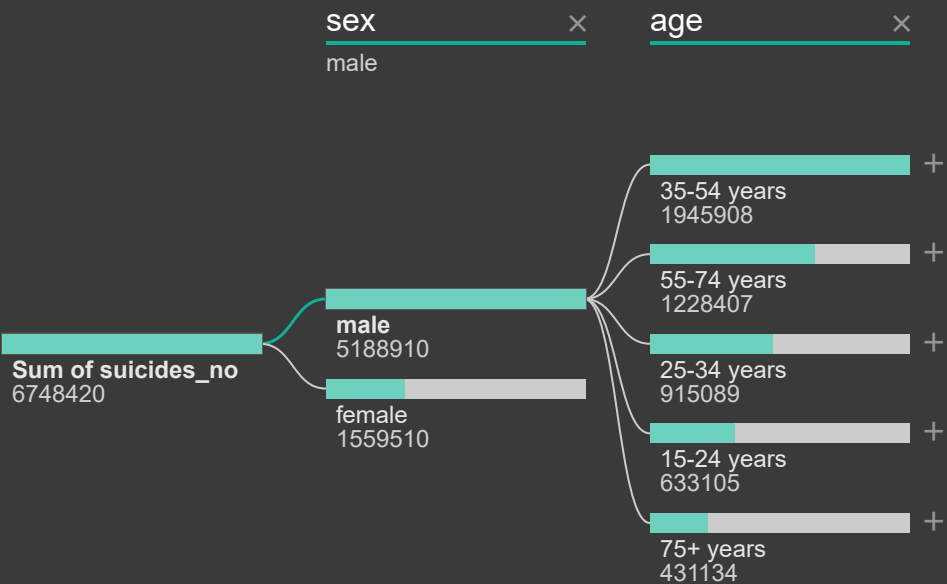 sex
male
age
35-54 years
1945908
55-74 years
1228407
male
5188910
Sum of suicides_no
6748420
25-34 years
915089
female
1559510
15-24 years
633105
75+ years
431134